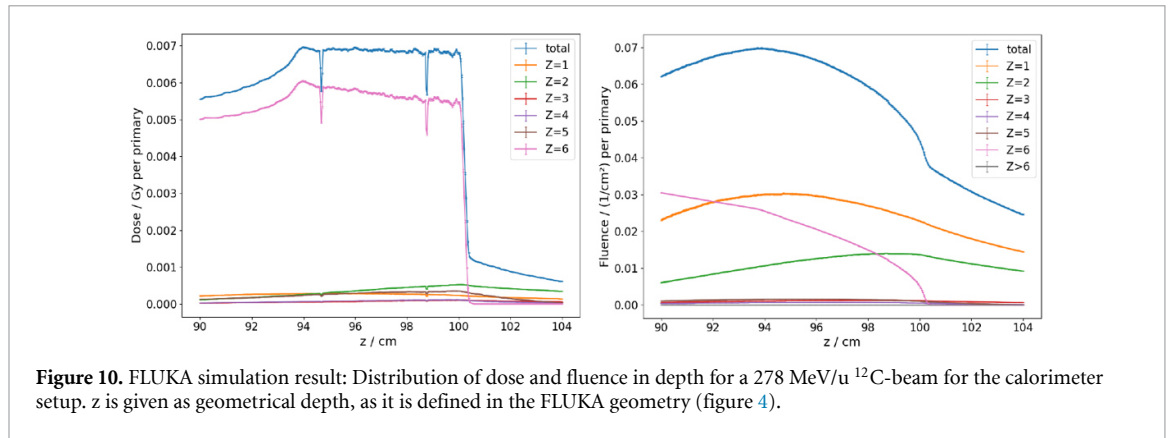 0.007
0.006
0.005
0.004
0.003
0.002
0.001
0.000
Dose / Gy per primary
90 92 94 96 98 100 102 104
z / cm
total
Z=1
Z=2
Z=3
Z=4
Z=5
Z=6
0.07
0.06
0.05
0.04
0.03
0.02
0.01
0.00
Fluence / (1/cm²) per primary
90 92 94 96 98 100 102 104
z / cm
total
Z=1
Z=2
Z=3
Z=4
Z=5
Z=6
Z>6
Figure 10. FLUKA simulation result: Distribution of dose and fluence in depth for a 278 MeV/u ¹²C-beam for the calorimeter
setup. z is given as geometrical depth, as it is defined in the FLUKA geometry (figure 4).